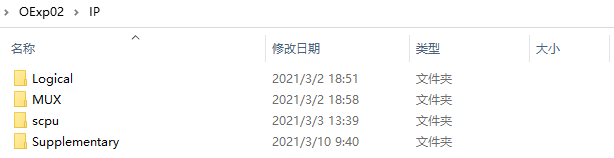 > OExp02 > IP
名称 修改日期 类型 大小
Logical 2021/3/2 18:51 文件夹
MUX 2021/3/2 18:58 文件夹
scpu 2021/3/3 13:39 文件夹
Supplementary 2021/3/10 9:40 文件夹